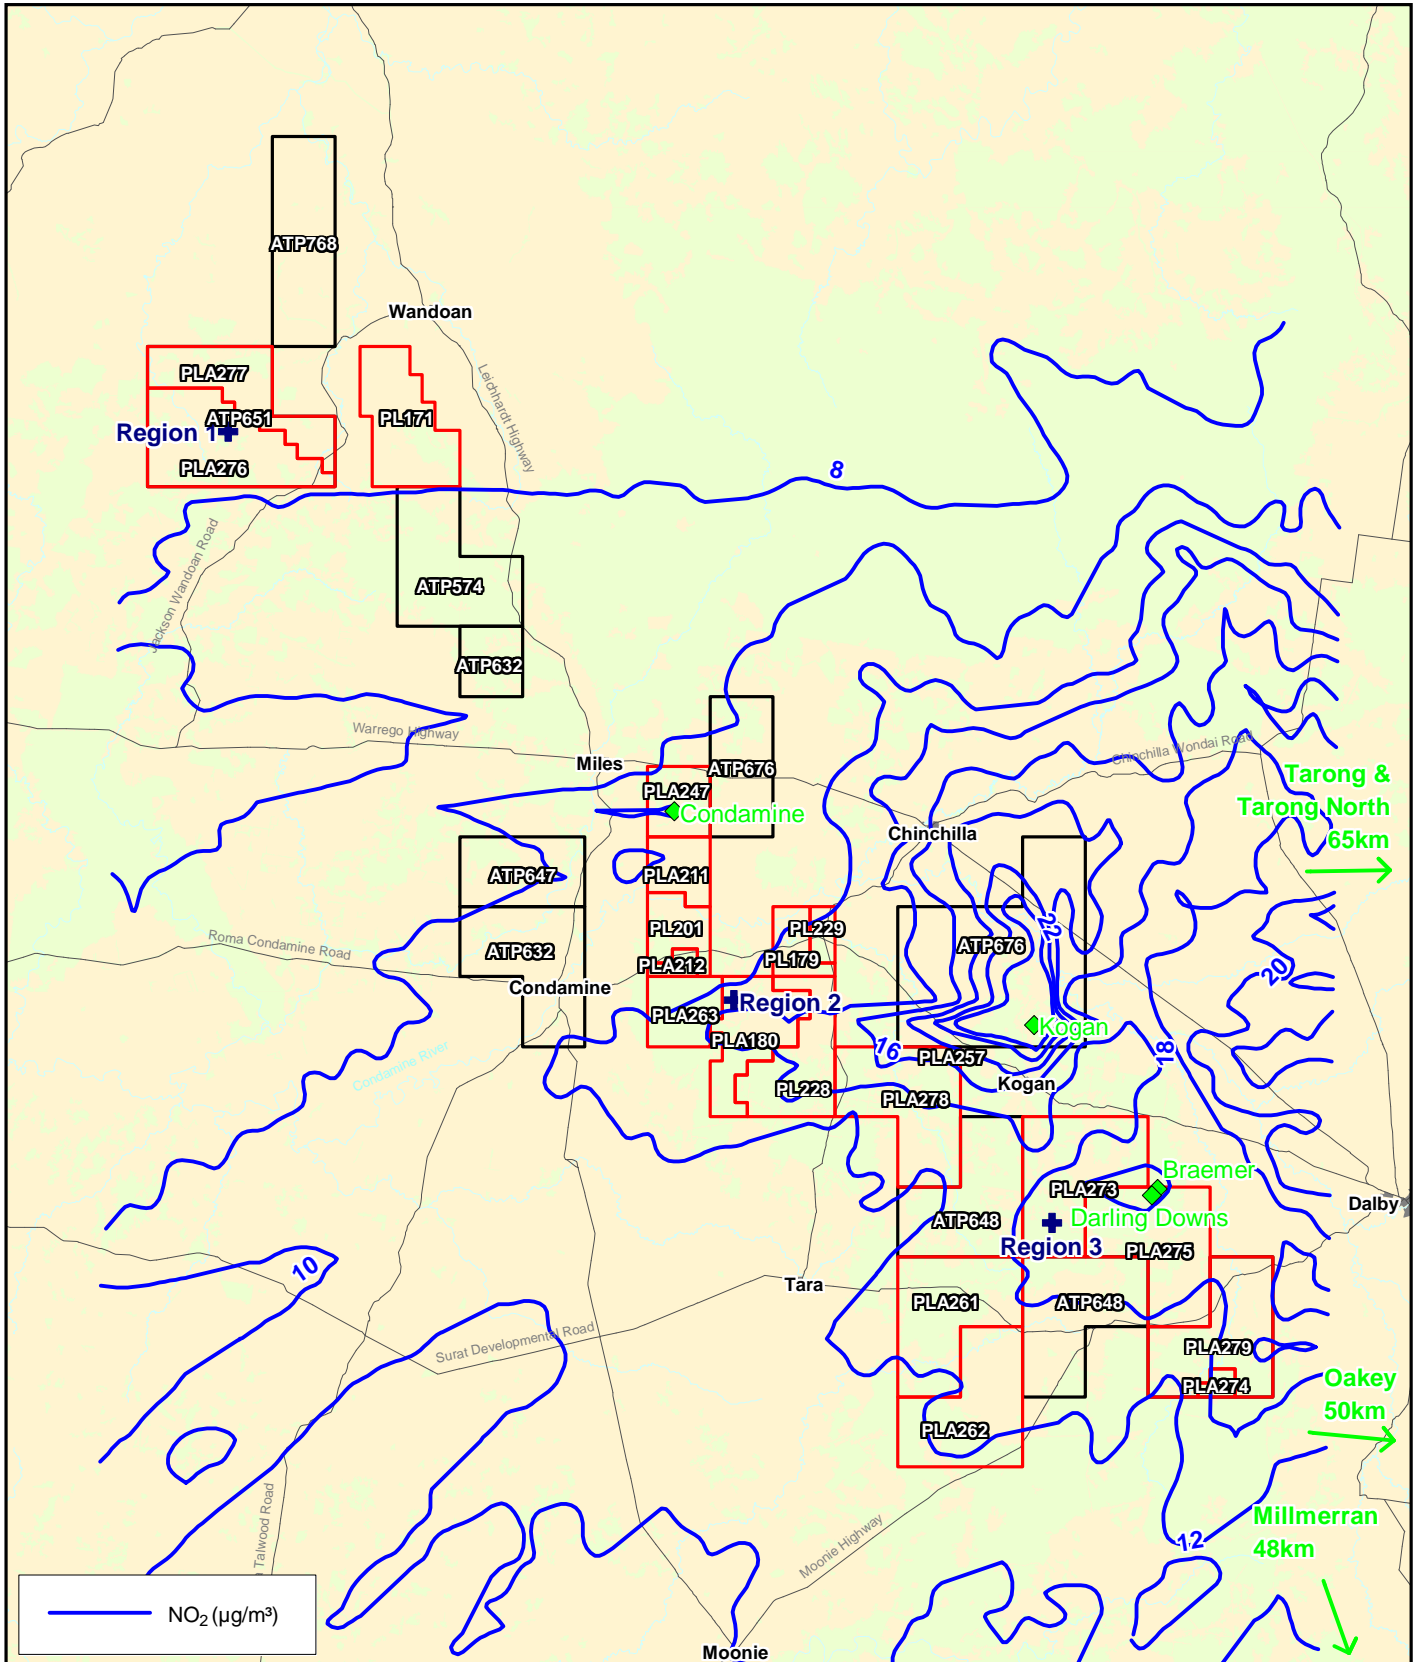 ATP768
Wandoan
PLA277
Leichhardt Highway
ATP651
PL171
Region 1
PLA276
8
Jackson Wandoan Road
ATP574
ATP632
Warrego Highway
Chinchilla Wondai Road
Miles
ATP676
Tarong &
Tarong North
65km
PLA247
Condamine
Chinchilla
PLA211
ATP647
22
PL201
PL229
ATP676
Roma Condamine Road
ATP632
PL179
PLA212
20
Condamine
Region 2
PLA263
Kogan
PLA180
16
18
PLA257
Condamine River
Kogan
PL228
PLA278
Braemer
PLA273
Dalby
ATP648
Darling Downs
Region 3
PLA275
10
Tara
PLA261
ATP648
Surat Developmental Road
PLA279
Oakey
50km
PLA274
PLA262
Millmerran
48km
Talwood Road
Moonie Highway
12
NO₂ (µg/m³)
Moonie